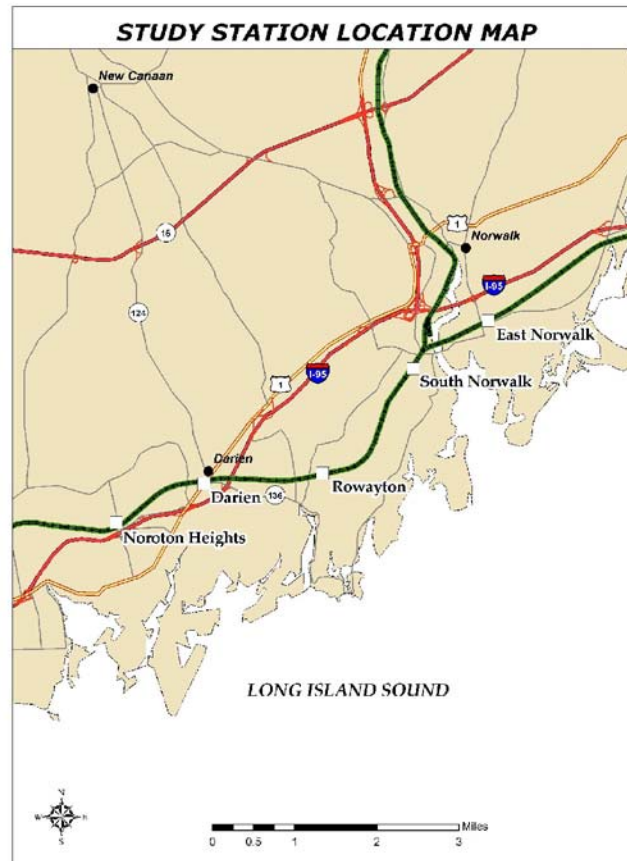 STUDY STATION LOCATION MAP
New Canaan
1
Norwalk
15
I-95
124
East Norwalk
1
I-95
South Norwalk
Darien
Darien
136
Rowayton
Noroton Heights
LONG ISLAND SOUND
N
W
E
S
Miles
0 0.5 1 2 3